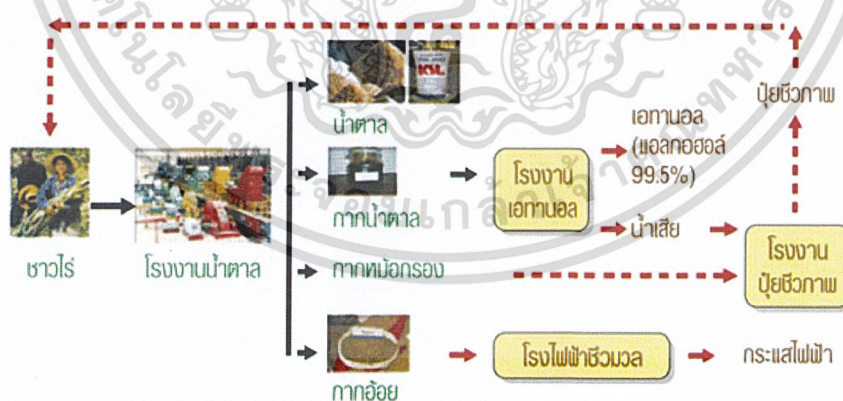 น้ำตาล
KSL
กากน้ำตาล
โรงงาน
เอทานอล
เอทานอล
(แอลกอฮอล์
99.5%)
น้ำเสีย
ปุ๋ยชีวภาพ
โรงงาน
ปุ๋ยชีวภาพ
ชาวไร่
โรงงานน้ำตาล
กากหม้อกรอง
กากอ้อย
โรงไฟฟ้าชีวมวล
กระแสไฟฟ้า